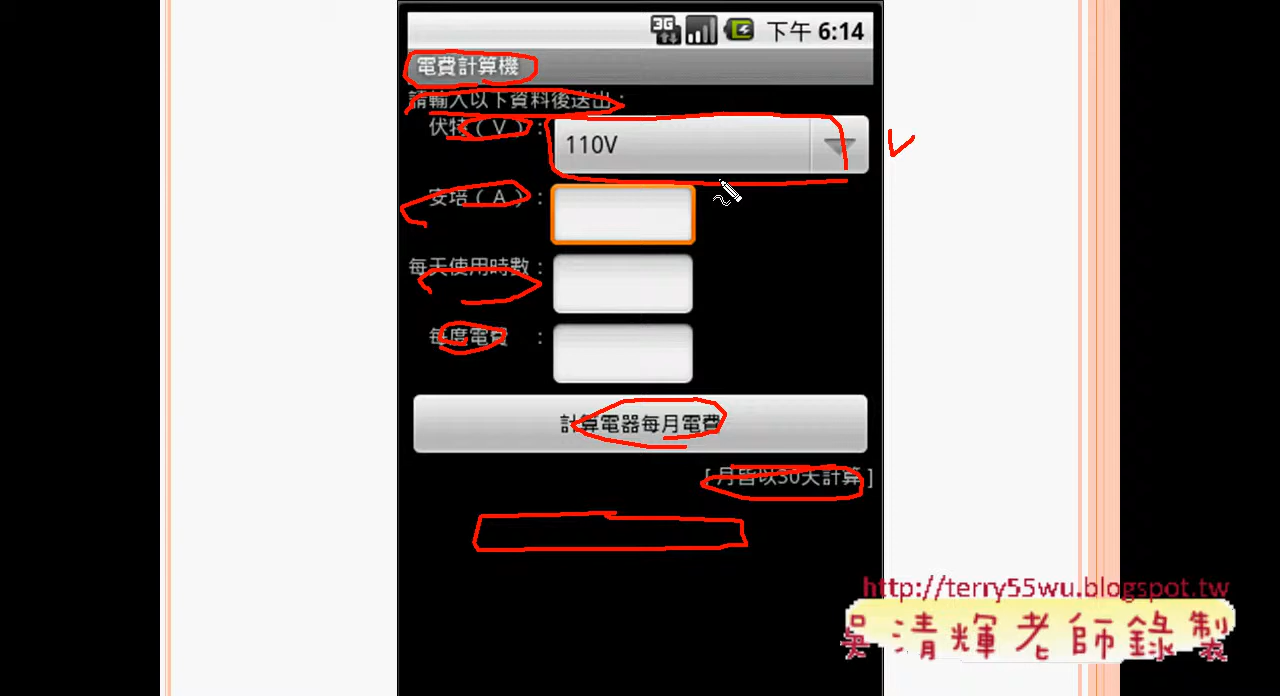 3G 下午 6:14
電費計算機
請輸入以下資料後送出：
伏特（V）：
110V
安培（A）：
每天使用時數：
每度電費 ：
計算電器每月電費
[ 月皆以30天計算 ]
http://terry55wu.blogspot.tw
吳清輝老師錄製